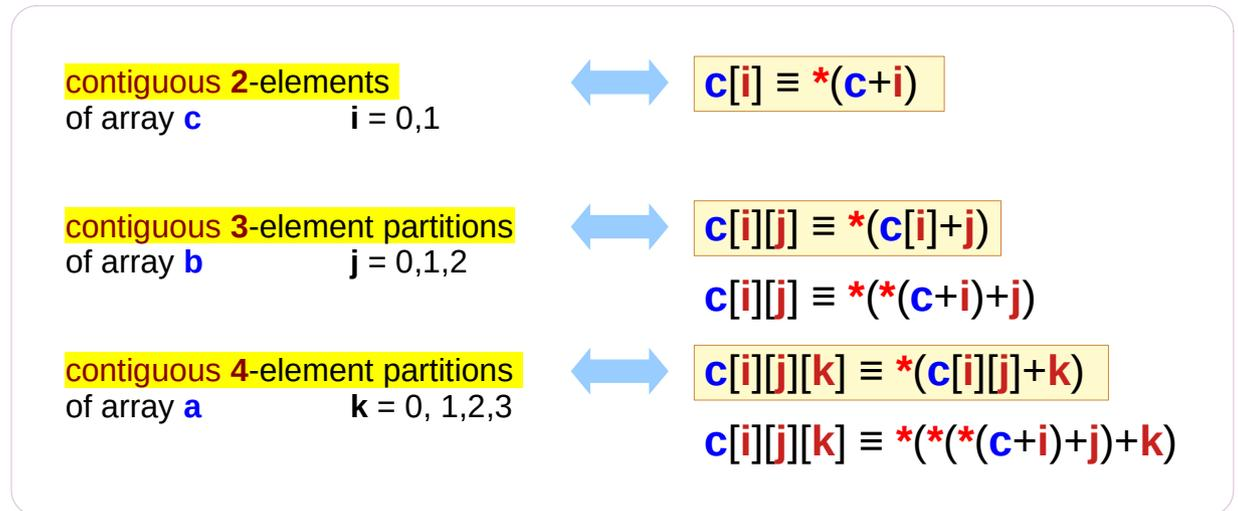 contiguous 2-elements
of array c i = 0,1
c[i] ≡ *(c+i)
contiguous 3-element partitions
of array b j = 0,1,2
c[i][j] ≡ *(c[i]+j)
c[i][j] ≡ *(*(c+i)+j)
contiguous 4-element partitions
of array a k = 0, 1,2,3
c[i][j][k] ≡ *(c[i][j]+k)
c[i][j][k] ≡ *(*(*(c+i)+j)+k)